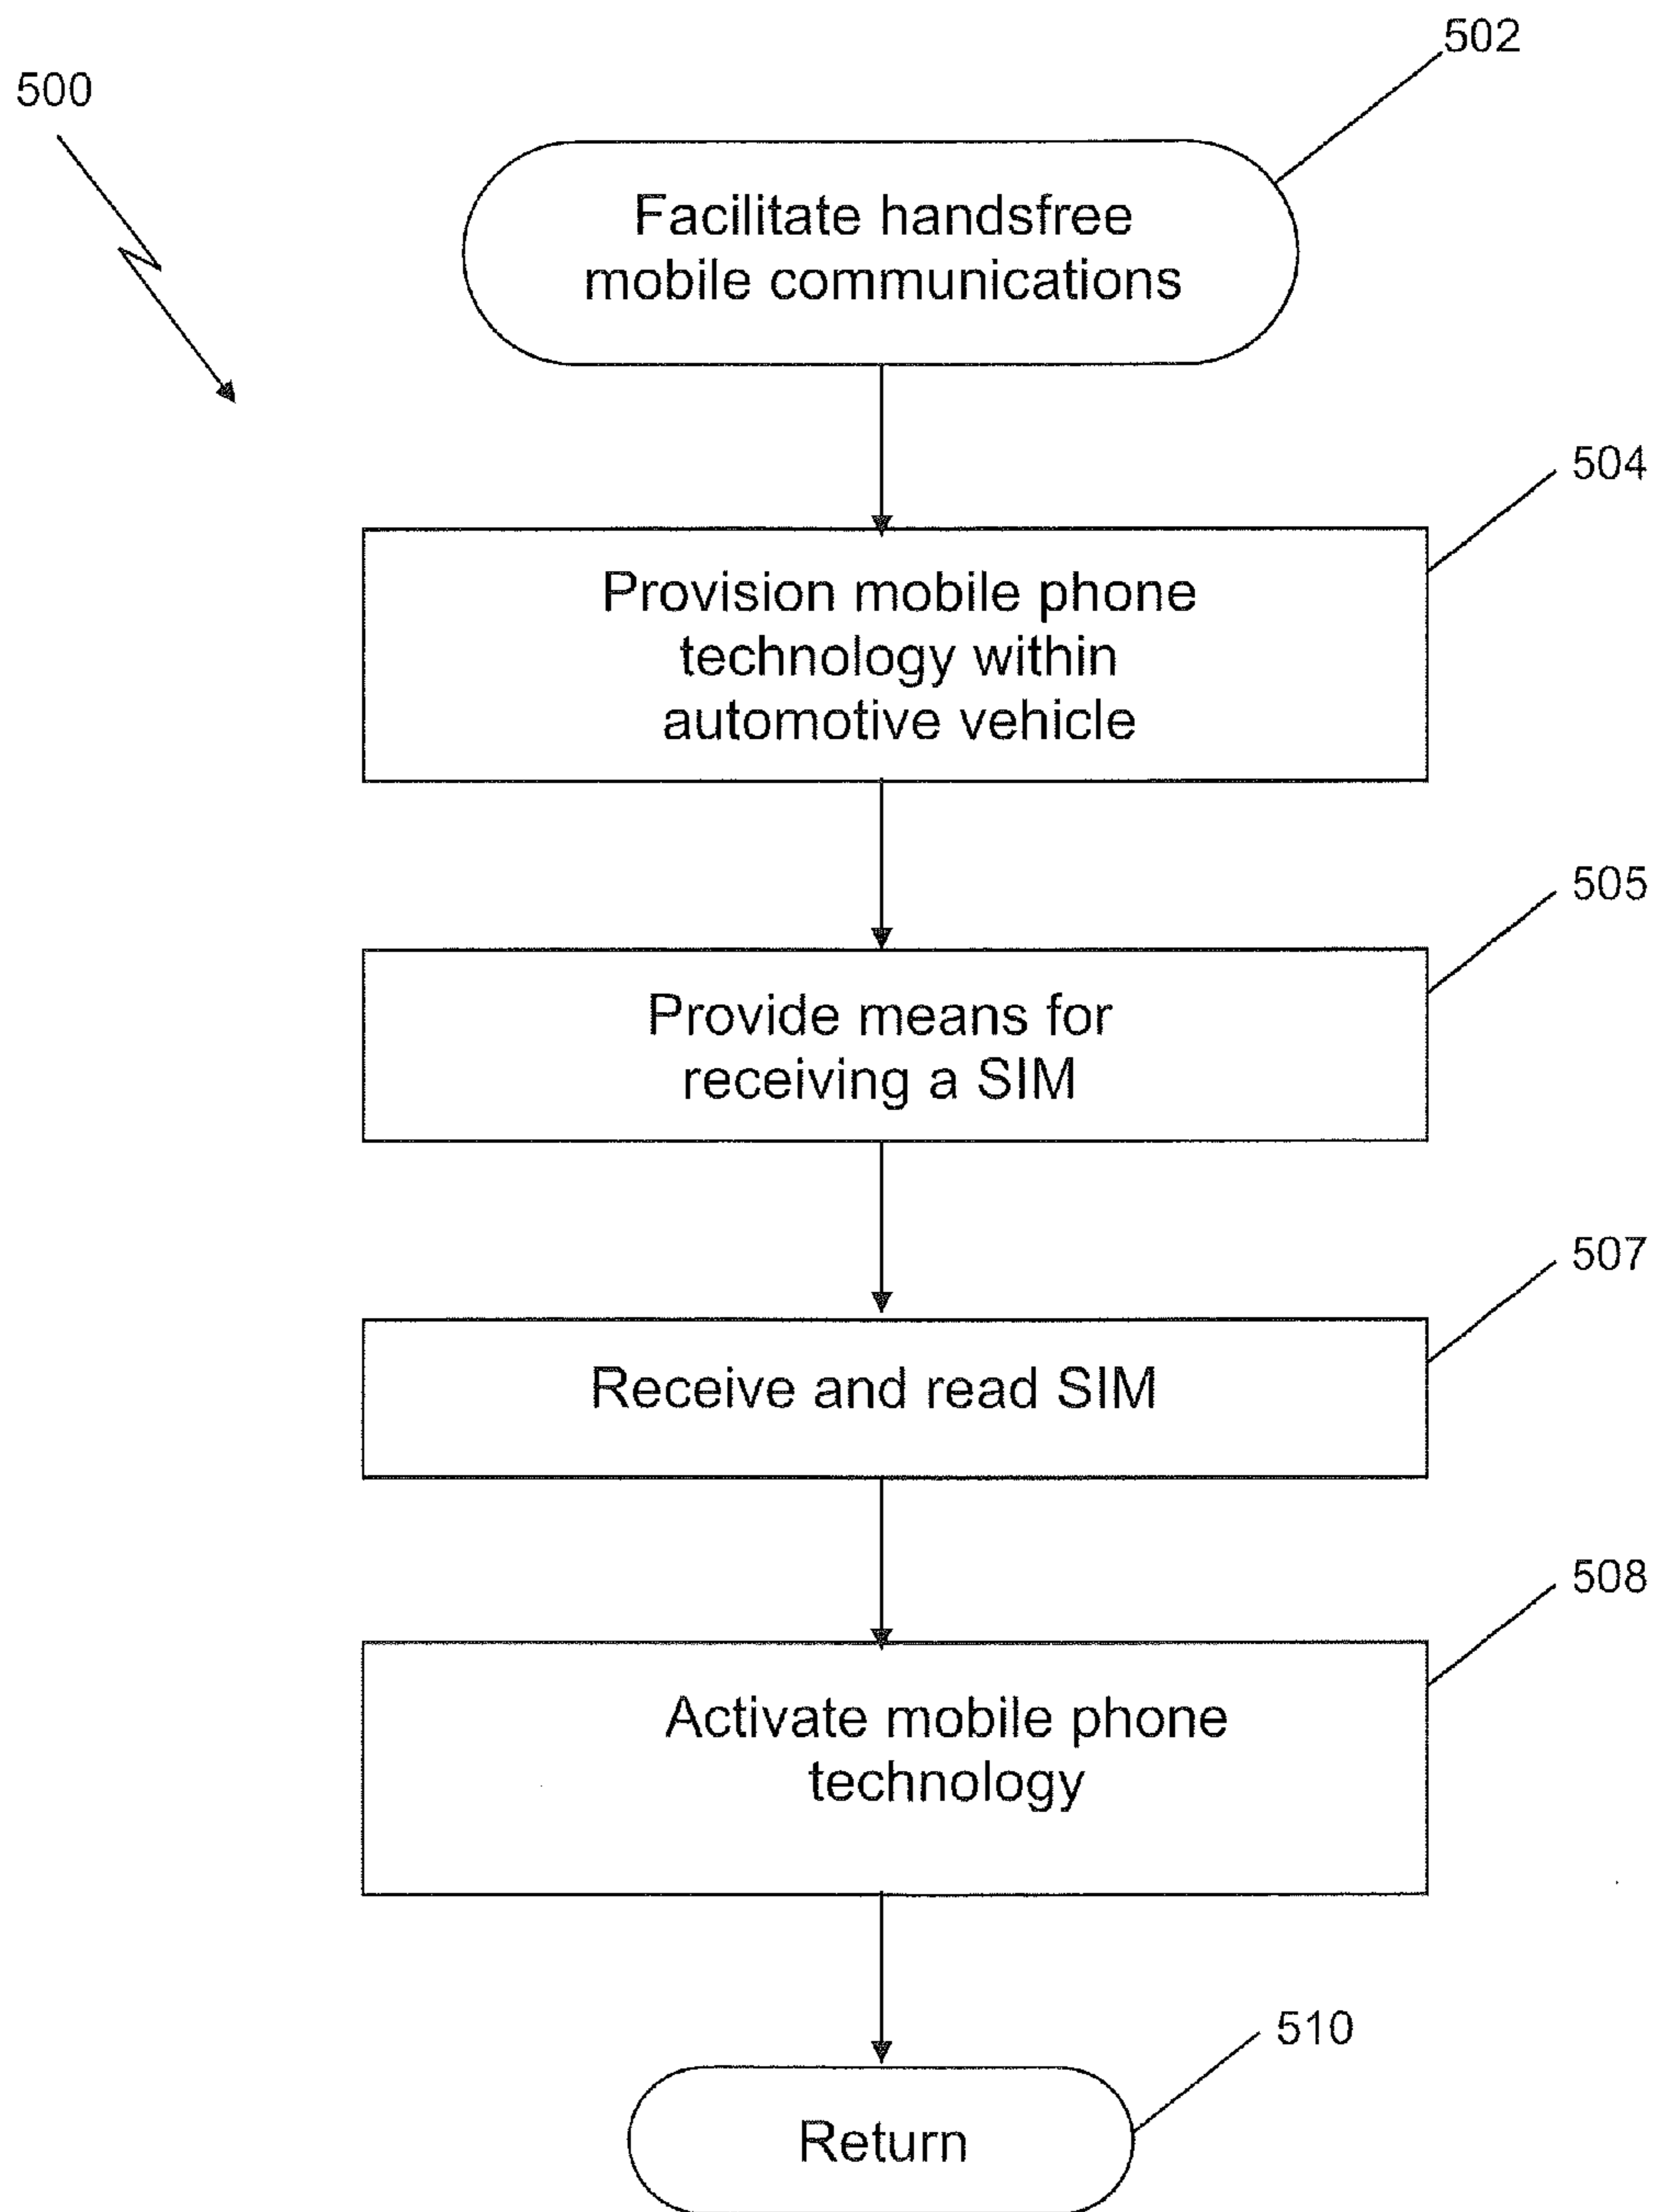 500
502
Facilitate handsfree
mobile communications
504
Provision mobile phone
technology within
automotive vehicle
505
Provide means for
receiving a SIM
507
Receive and read SIM
508
Activate mobile phone
technology
510
Return